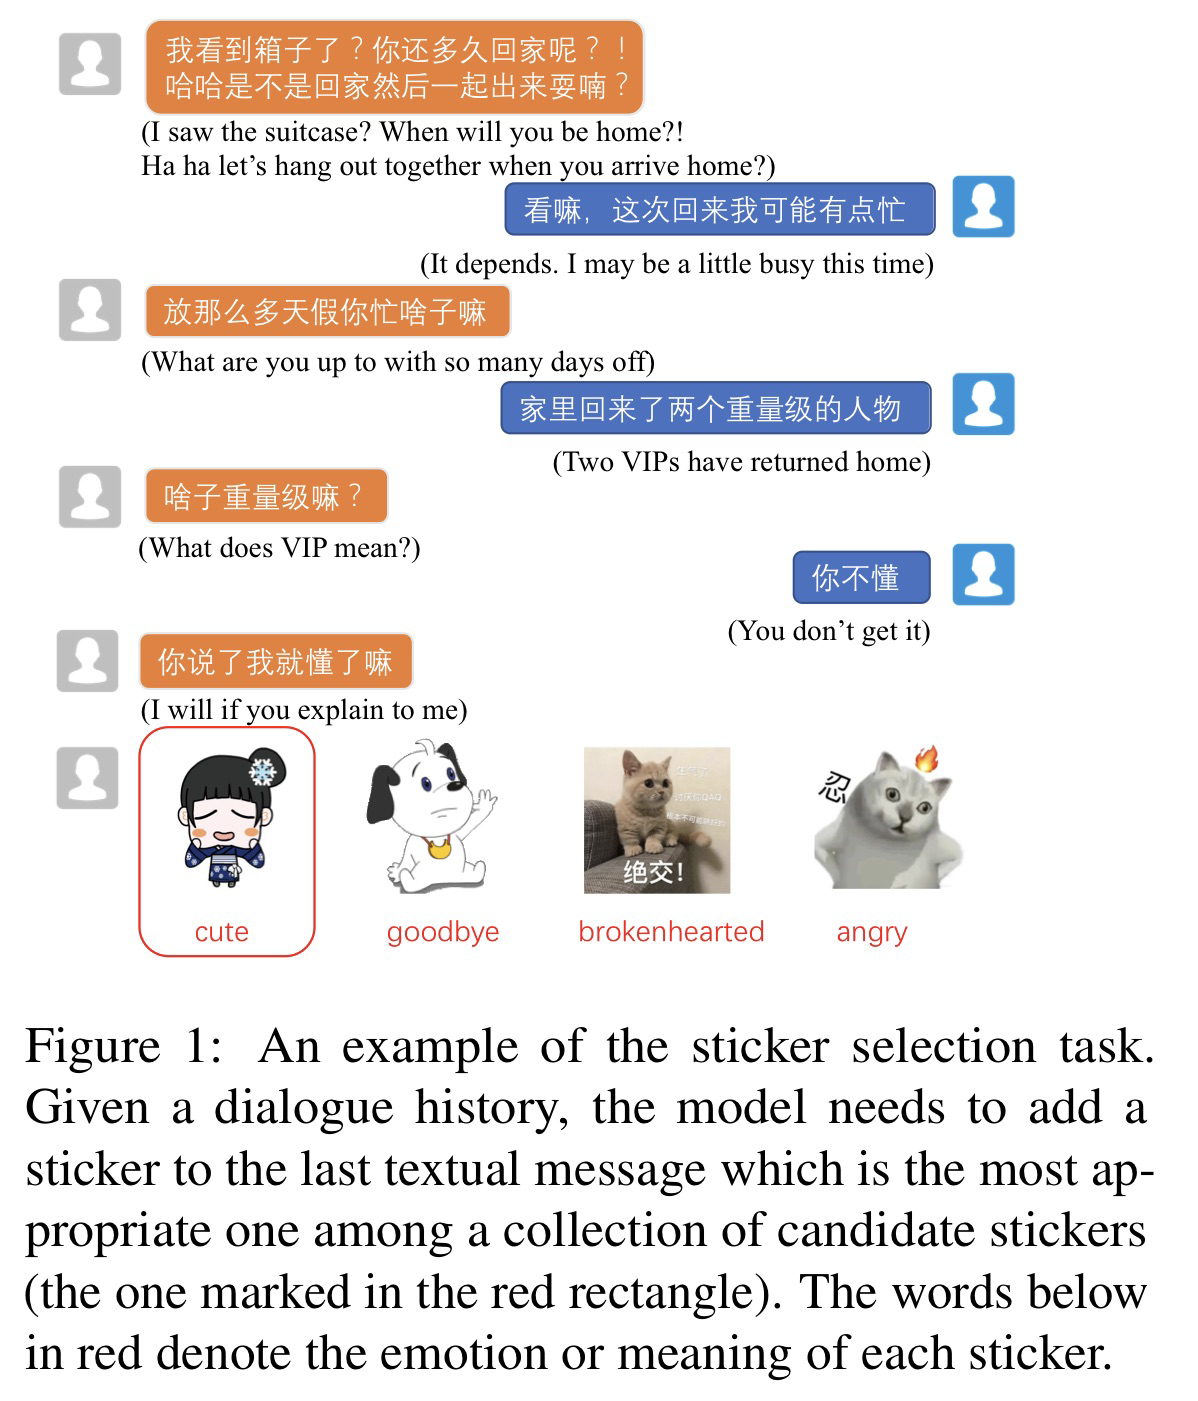 我看到箱子了？你还多久回家呢？！
哈哈是不是回家然后一起出来耍喃？
(I saw the suitcase? When will you be home?!
Ha ha let’s hang out together when you arrive home?)
看嘛，这次回来我可能有点忙
(It depends. I may be a little busy this time)
放那么多天假你忙啥子嘛
(What are you up to with so many days off)
家里回来了两个重量级的人物
(Two VIPs have returned home)
啥子重量级嘛？
(What does VIP mean?)
你不懂
(You don’t get it)
你说了我就懂了嘛
(I will if you explain to me)
讨厌你QAQ
绝交!
忍
cute
goodbye
brokenhearted
angry
Figure 1: An example of the sticker selection task.
Given a dialogue history, the model needs to add a
sticker to the last textual message which is the most ap-
propriate one among a collection of candidate stickers
(the one marked in the red rectangle). The words below
in red denote the emotion or meaning of each sticker.